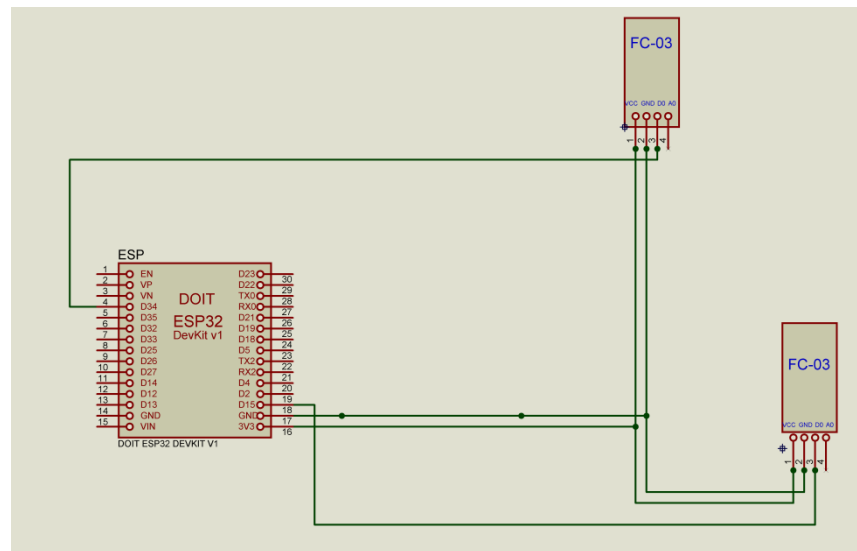 FC-03
VCC GND D0 A0
1 2 3 4
ESP
DOIT
ESP32
DevKit v1
1 EN
2 VP
3 VN
4 D34
5 D35
6 D32
7 D33
8 D25
9 D26
10 D27
11 D14
12 D12
13 D13
14 GND
15 VIN
D23 30
D22 29
TX0 28
RX0 27
D21 26
D19 25
D18 24
D5 23
TX2 22
RX2 21
D4 20
D2 19
D15 18
GND 17
3V3 16
DOIT ESP32 DEVKIT V1
FC-03
VCC GND D0 A0
1 2 3 4